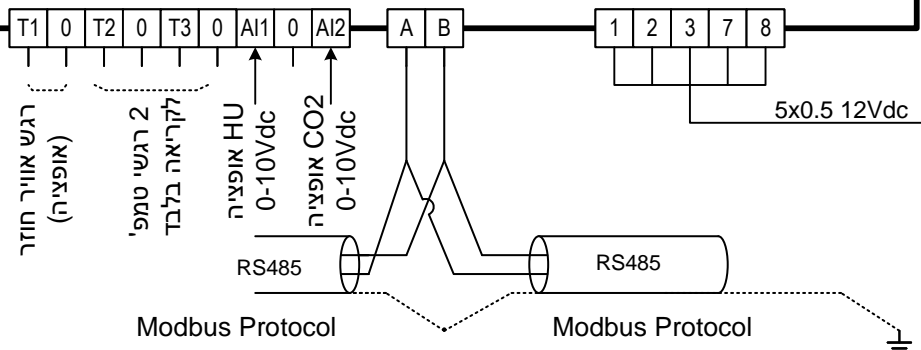 T1 0 T2 0 T3 0 AI1 0 AI2
A B
1 2 3 7 8
5x0.5 12Vdc
רגש אוויר חוזר
(אופציה)
2 רגשי טמפ'
לקריאה בלבד
אופציה HU
0-10Vdc
אופציה CO2
0-10Vdc
RS485
RS485
Modbus Protocol
Modbus Protocol